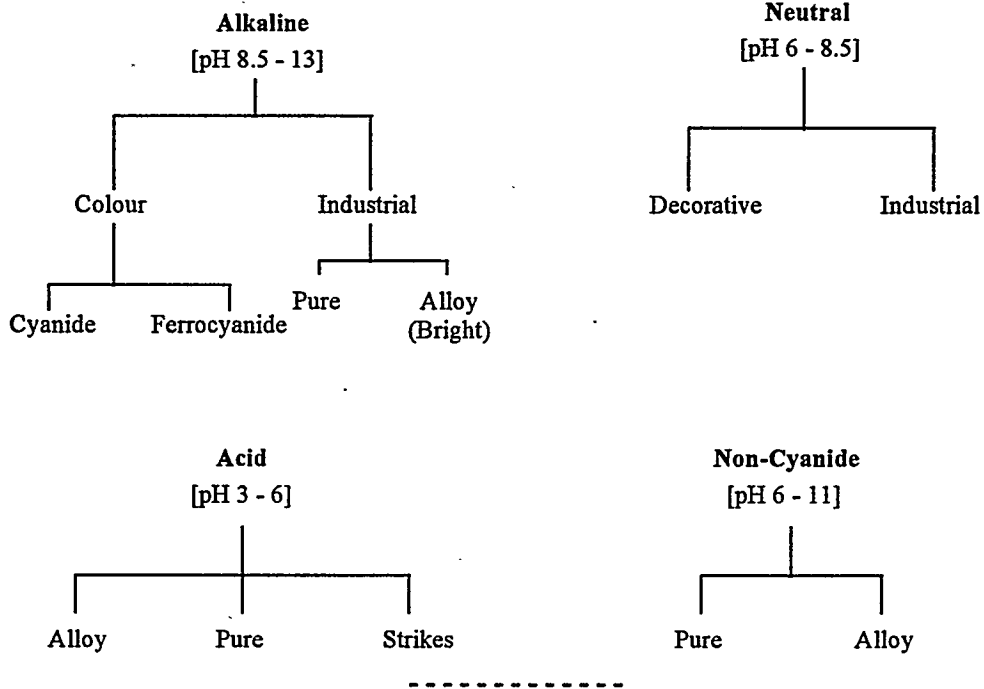 Alkaline
[pH 8.5 - 13]
Colour
Industrial
Cyanide
Ferrocyanide
Pure
Alloy
(Bright)
Neutral
[pH 6 - 8.5]
Decorative
Industrial
Acid
[pH 3 - 6]
Alloy
Pure
Strikes
Non-Cyanide
[pH 6 - 11]
Pure
Alloy